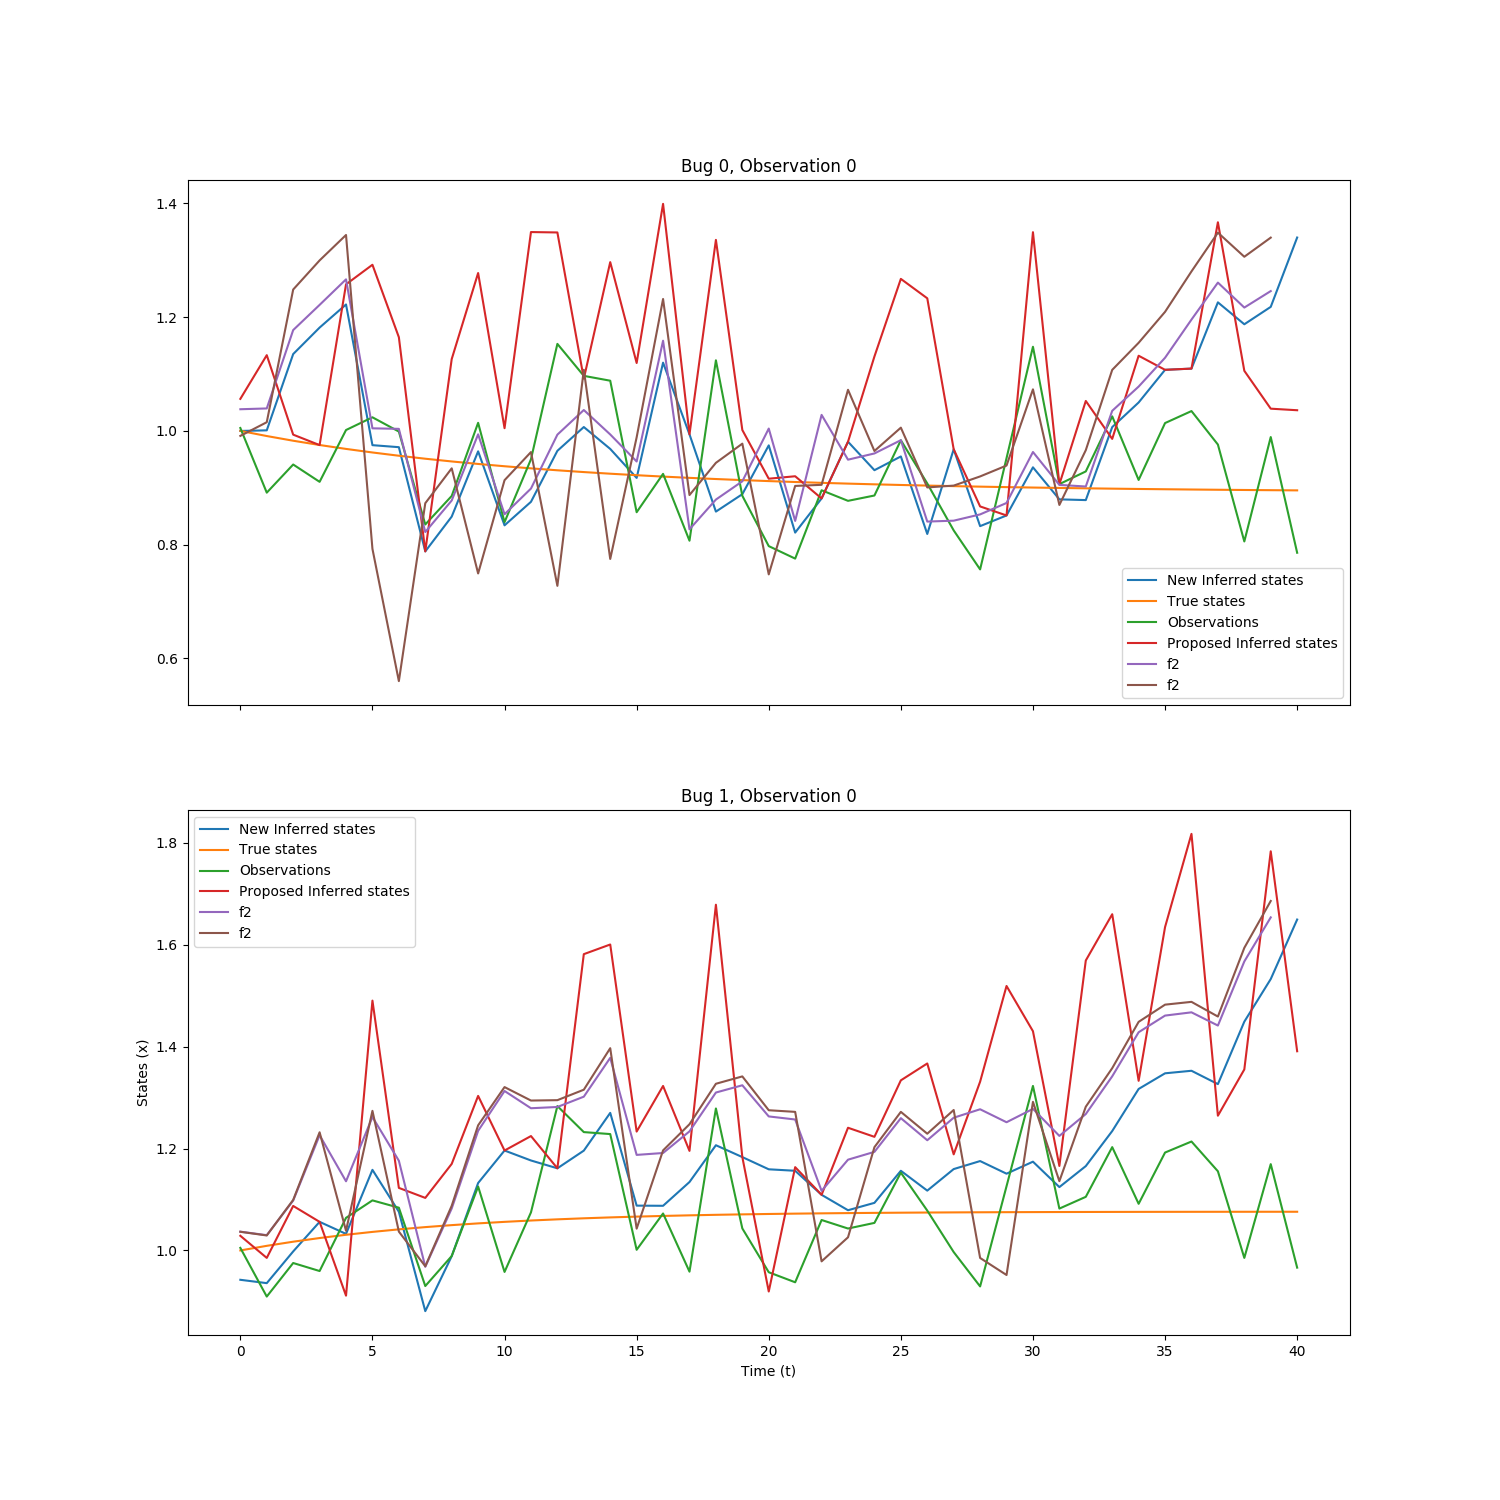 Bug 0, Observation 0
1.4
1.2
1.0
0.8
0.6
New Inferred states
True states
Observations
Proposed Inferred states
f2
f2
Bug 1, Observation 0
New Inferred states
True states
Observations
Proposed Inferred states
f2
f2
1.8
1.6
1.4
1.2
1.0
States (x)
0 5 10 15 20 25 30 35 40
Time (t)